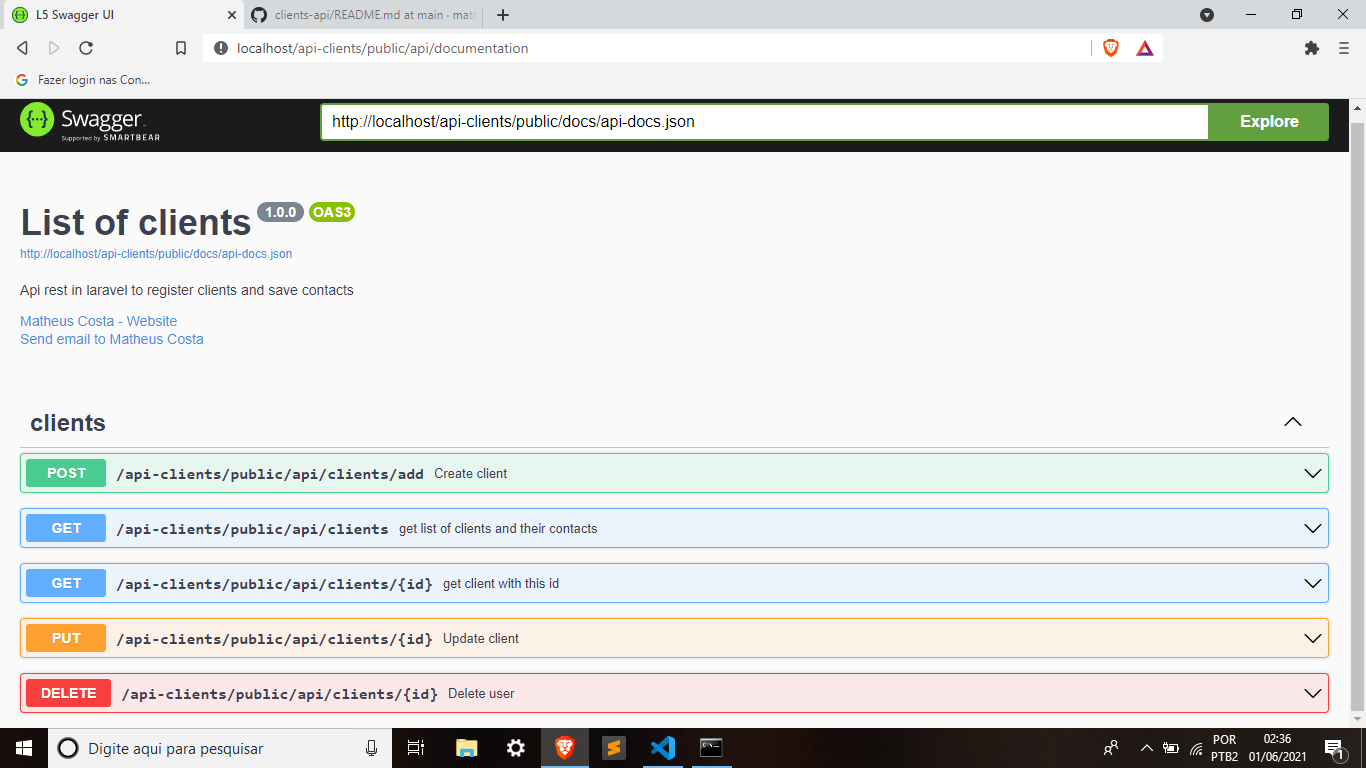 L5 Swagger UI
clients-api/README.md at main · mat
localhost/api-clients/public/api/documentation
Fazer login nas Con...
Swagger
Supported by SMARTBEAR
http://localhost/api-clients/public/docs/api-docs.json
Explore
List of clients 1.0.0 OAS3
http://localhost/api-clients/public/docs/api-docs.json
Api rest in laravel to register clients and save contacts
Matheus Costa - Website
Send email to Matheus Costa
clients
POST /api-clients/public/api/clients/add Create client
GET /api-clients/public/api/clients get list of clients and their contacts
GET /api-clients/public/api/clients/{id} get client with this id
PUT /api-clients/public/api/clients/{id} Update client
DELETE /api-clients/public/api/clients/{id} Delete user
Digite aqui para pesquisar
POR
PTB2
02:36
01/06/2021
1